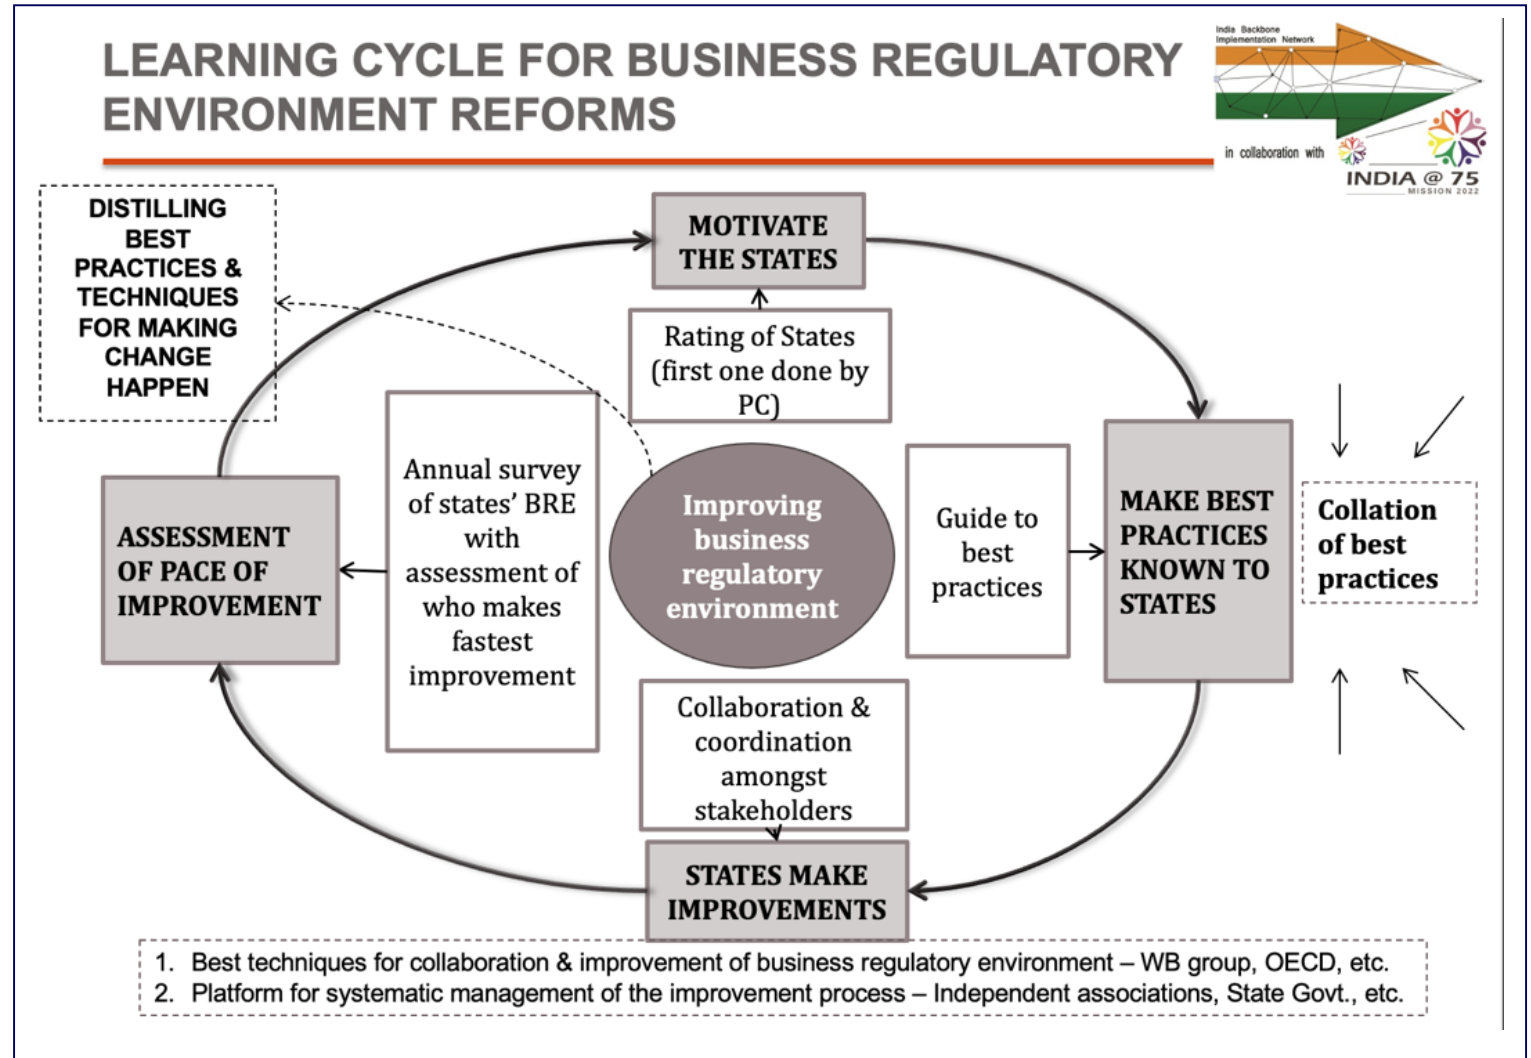 LEARNING CYCLE FOR BUSINESS REGULATORY
ENVIRONMENT REFORMS
India Backbone
Implementation Network
in collaboration with
INDIA @ 75
MISSION 2022
DISTILLING
BEST
PRACTICES &
TECHNIQUES
FOR MAKING
CHANGE
HAPPEN
MOTIVATE
THE STATES
Rating of States
(first one done by
PC)
Annual survey
of states’ BRE
with
assessment of
who makes
fastest
improvement
ASSESSMENT
OF PACE OF
IMPROVEMENT
Improving
business
regulatory
environment
Guide to
best
practices
MAKE BEST
PRACTICES
KNOWN TO
STATES
Collation
of best
practices
Collaboration &
coordination
amongst
stakeholders
STATES MAKE
IMPROVEMENTS
1. Best techniques for collaboration & improvement of business regulatory environment – WB group, OECD, etc.
2. Platform for systematic management of the improvement process – Independent associations, State Govt., etc.